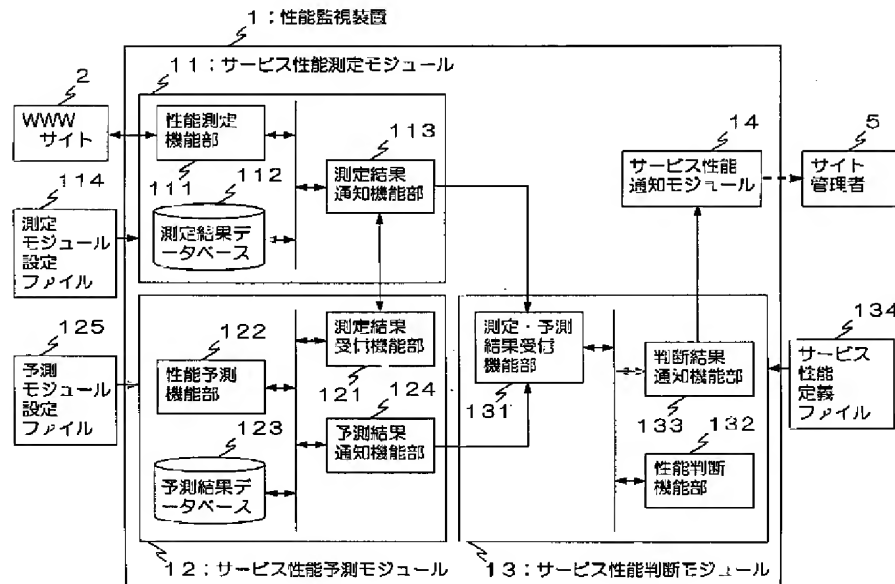 1：性能監視装置
11：サービス性能測定モジュール
2
WWW
サイト
性能測定
機能部
111
112
測定結果デ
ータベース
113
測定結果
通知機能部
114
測定
モジュール
設定
ファイル
14
サービス性能
通知モジュール
5
サイト
管理者
125
予測
モジュール
設定
ファイル
122
性能予測
機能部
測定結果
受付機能部
121
123
予測結果デ
ータベース
124
予測結果
通知機能部
測定・予測
結果受付
機能部
131
判断結果
通知機能部
133
132
性能判断
機能部
134
サービス
性能
定義
ファイル
12：サービス性能予測モジュール
13：サービス性能判断モジュール